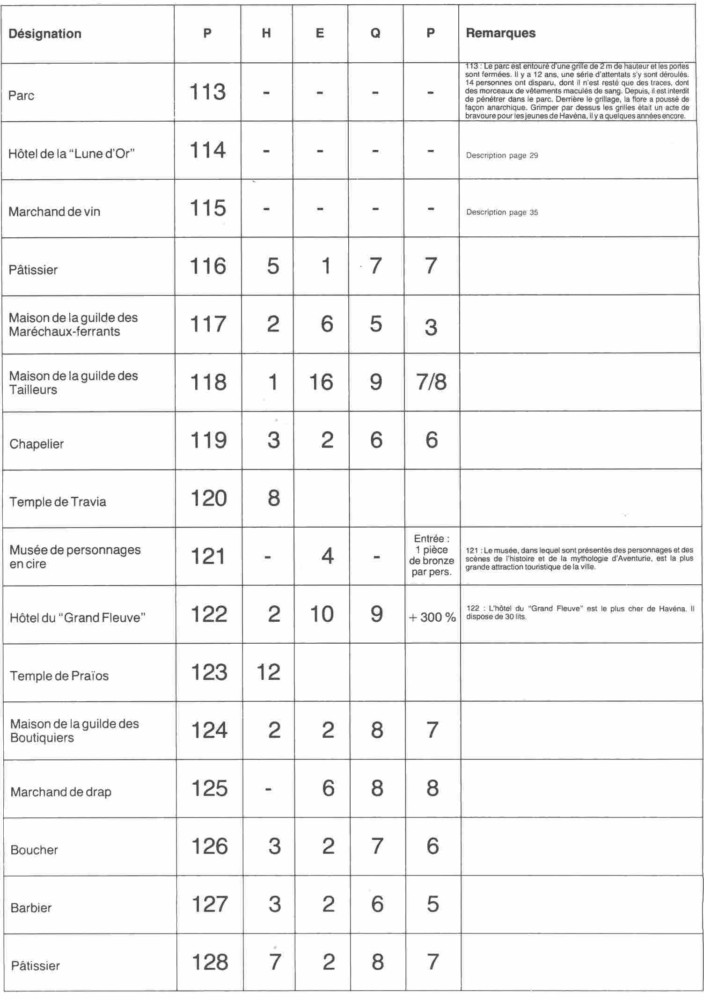 Désignation P H E Q P Remarques
Parc 113 - - - - 113 : Le parc est entouré d'une grille de 2 m de hauteur et les portes
sont fermées. Il y a 12 ans, une série d'attentats s'y sont déroulés.
14 personnes ont disparu, dont il n'est resté que des traces, dont
des morceaux de vêtements maculés de sang. Depuis, il est interdit
de pénétrer dans le parc. Derrière le grillage, la flore a poussé de
façon anarchique. Grimper par dessus les grilles était un acte de
bravoure pour les jeunes de Havéna, il y a quelques années encore.
Hôtel de la "Lune d'Or" 114 - - - - Description page 29
Marchand de vin 115 - - - - Description page 35
Pâtissier 116 5 1 7 7
Maison de la guilde des
Maréchaux-ferrants 117 2 6 5 3
Maison de la guilde des
Tailleurs 118 1 16 9 7/8
Chapelier 119 3 2 6 6
Temple de Travia 120 8
Musée de personnages
en cire 121 - 4 -
Entrée :
1 pièce
de bronze
par pers.
121 : Le musée, dans lequel sont présentés des personnages et des
scènes de l'histoire et de la mythologie d'Aventurie, est la plus
grande attraction touristique de la ville.
Hôtel du "Grand Fleuve" 122 2 10 9 + 300 % 122 : L'hôtel du "Grand Fleuve" est le plus cher de Havéna. Il
dispose de 30 lits.
Temple de Praïos 123 12
Maison de la guilde des
Boutiquiers 124 2 2 8 7
Marchand de drap 125 - 6 8 8
Boucher 126 3 2 7 6
Barbier 127 3 2 6 5
Pâtissier 128 7 2 8 7